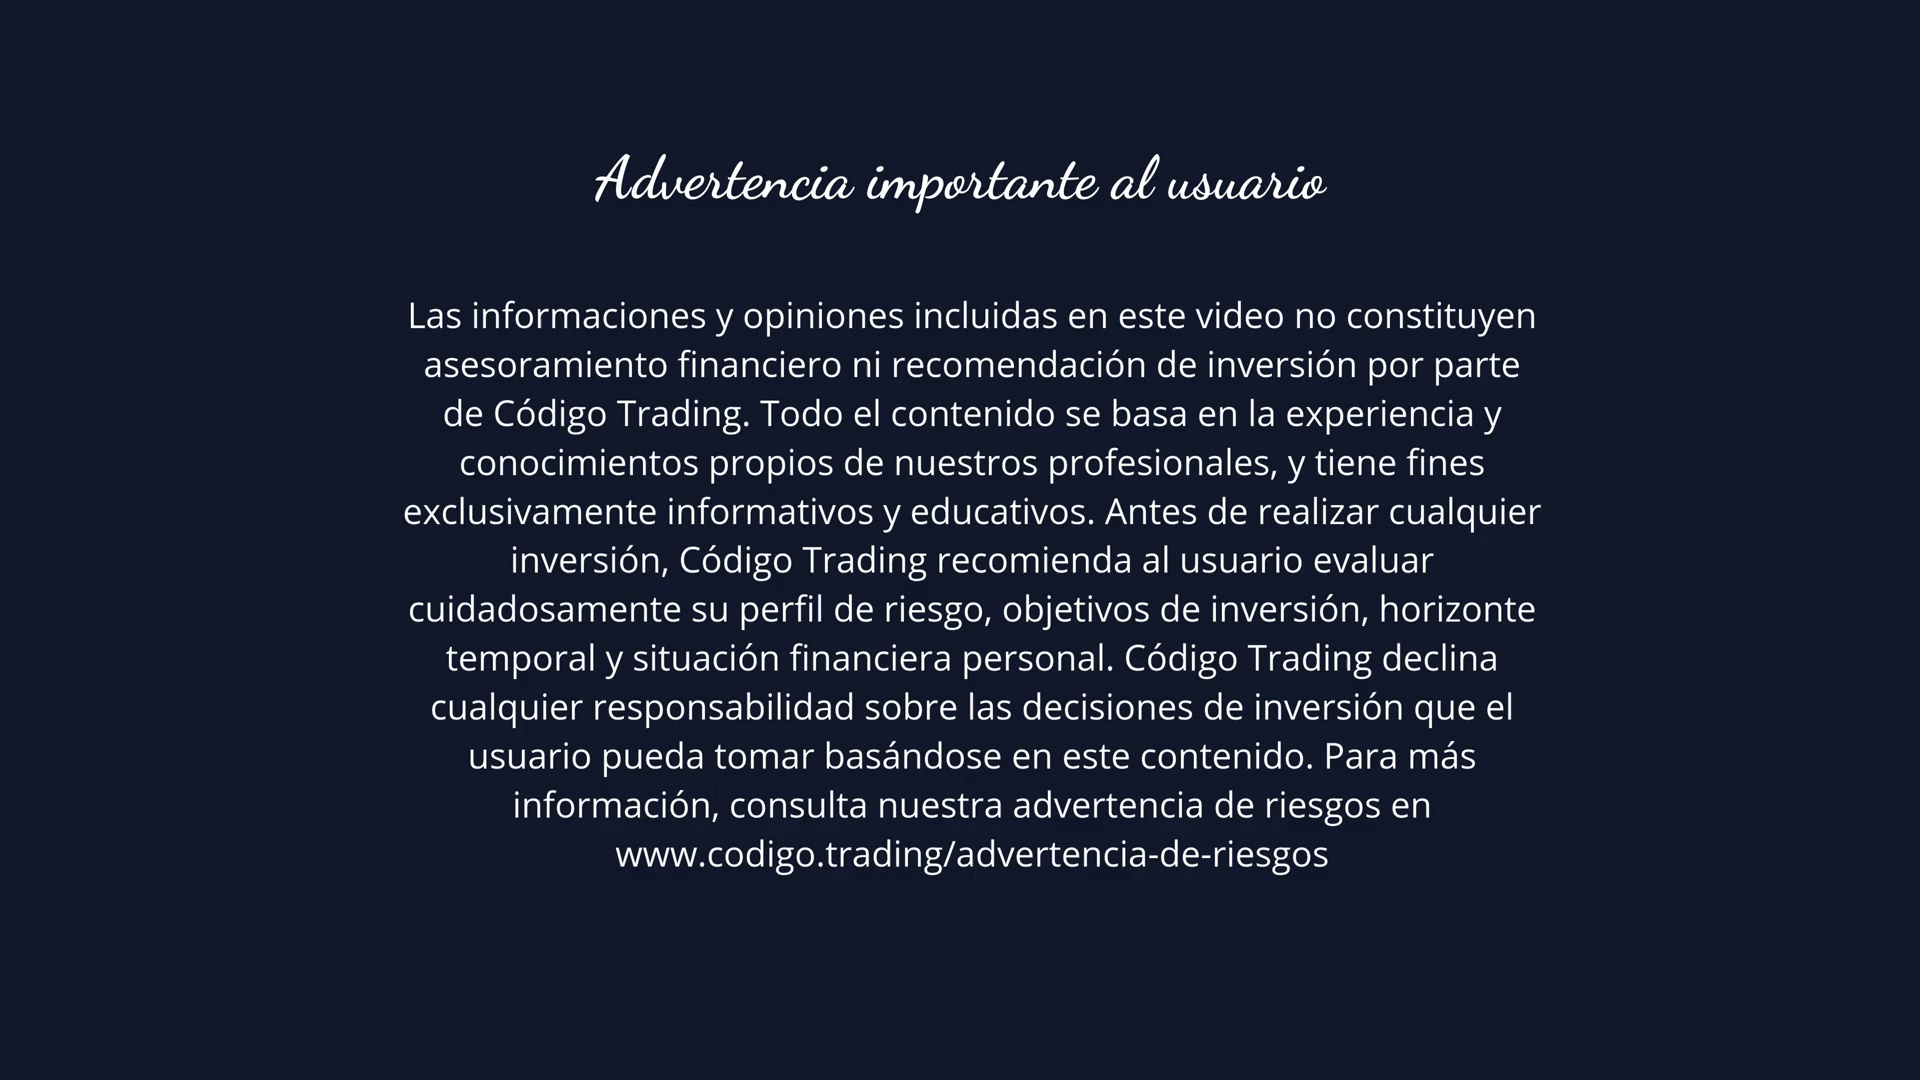 Advertencia importante al usuario
Las informaciones y opiniones incluidas en este video no constituyen
asesoramiento financiero ni recomendación de inversión por parte
de Código Trading. Todo el contenido se basa en la experiencia y
conocimientos propios de nuestros profesionales, y tiene fines
exclusivamente informativos y educativos. Antes de realizar cualquier
inversión, Código Trading recomienda al usuario evaluar
cuidadosamente su perfil de riesgo, objetivos de inversión, horizonte
temporal y situación financiera personal. Código Trading declina
cualquier responsabilidad sobre las decisiones de inversión que el
usuario pueda tomar basándose en este contenido. Para más
información, consulta nuestra advertencia de riesgos en
www.codigo.trading/advertencia-de-riesgos